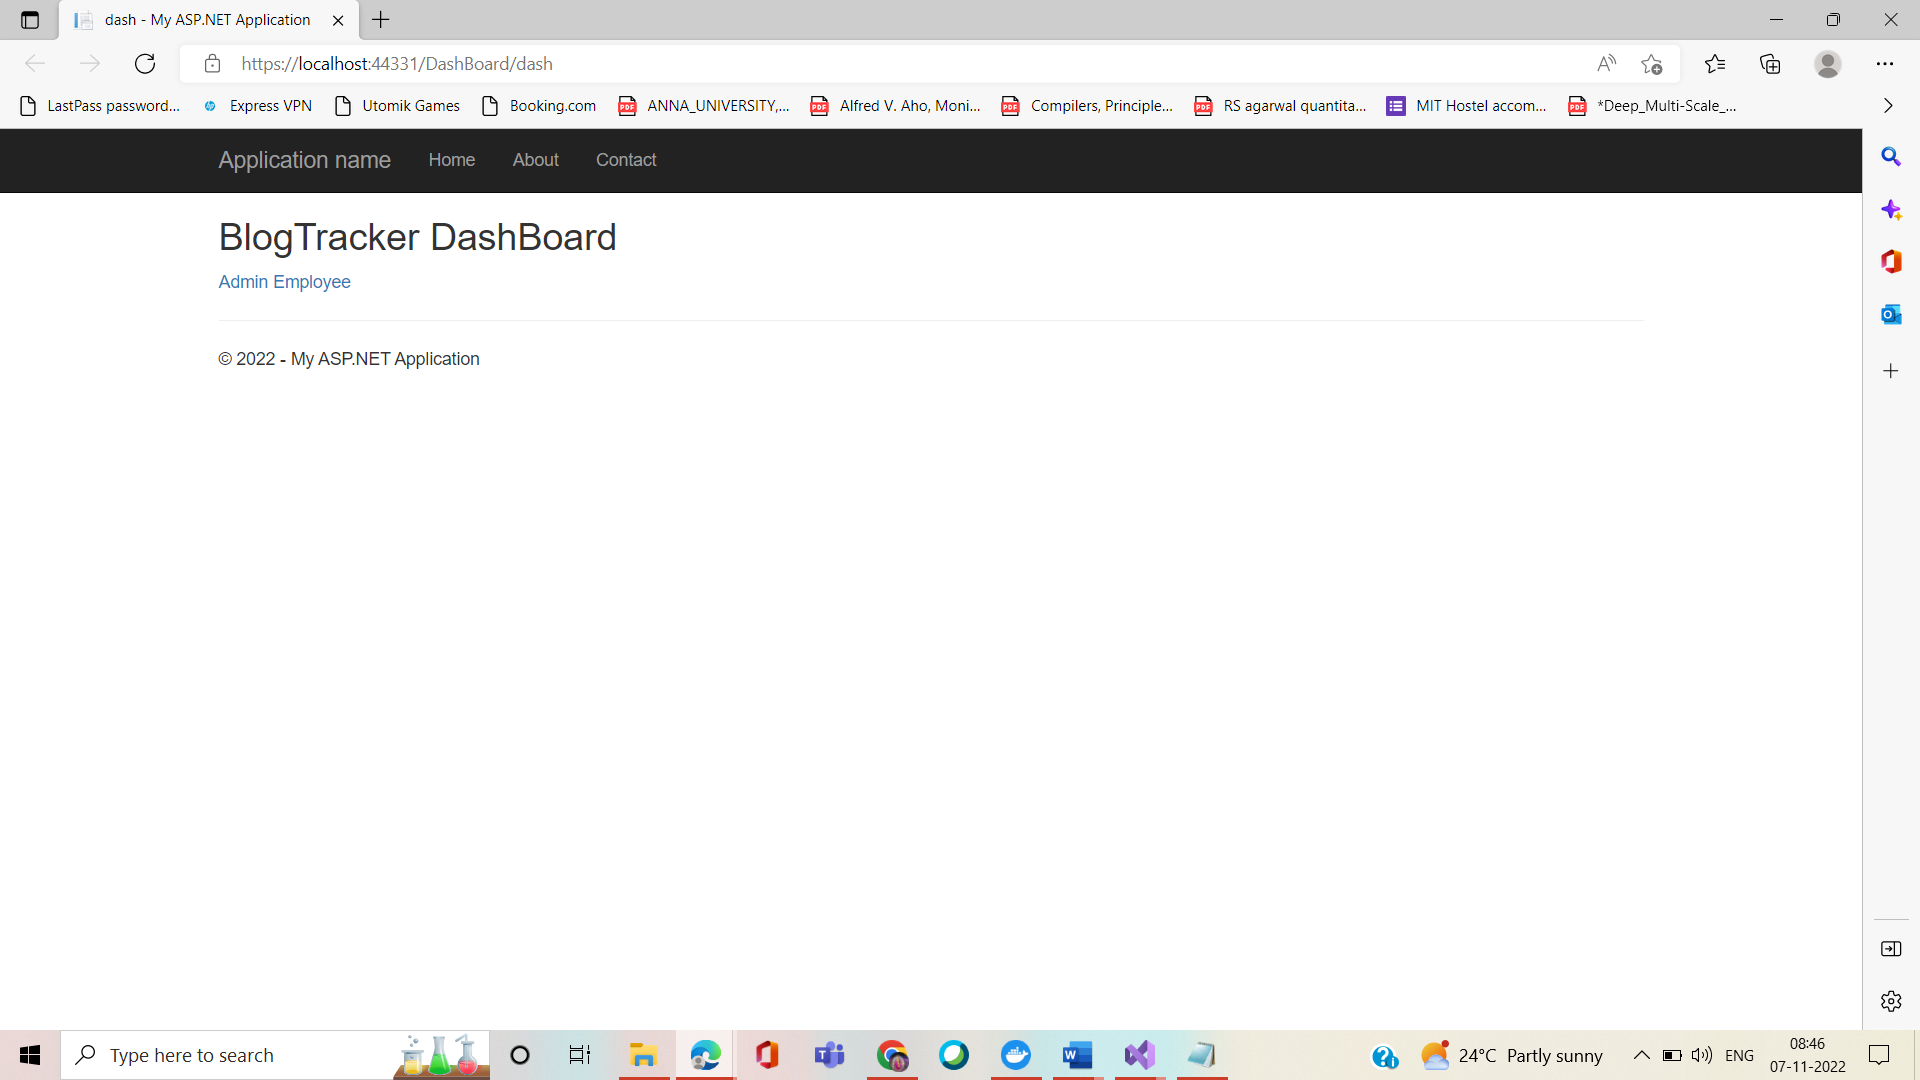 dash - My ASP.NET Application
https://localhost:44331/DashBoard/dash
LastPass password... Express VPN Utomik Games Booking.com ANNA_UNIVERSITY,... Alfred V. Aho, Moni... Compilers, Principle... RS agarwal quantita... MIT Hostel accom... *Deep_Multi-Scale_...
Application name Home About Contact
BlogTracker DashBoard
Admin Employee
© 2022 - My ASP.NET Application
Type here to search
24°C Partly sunny
ENG
08:46
07-11-2022